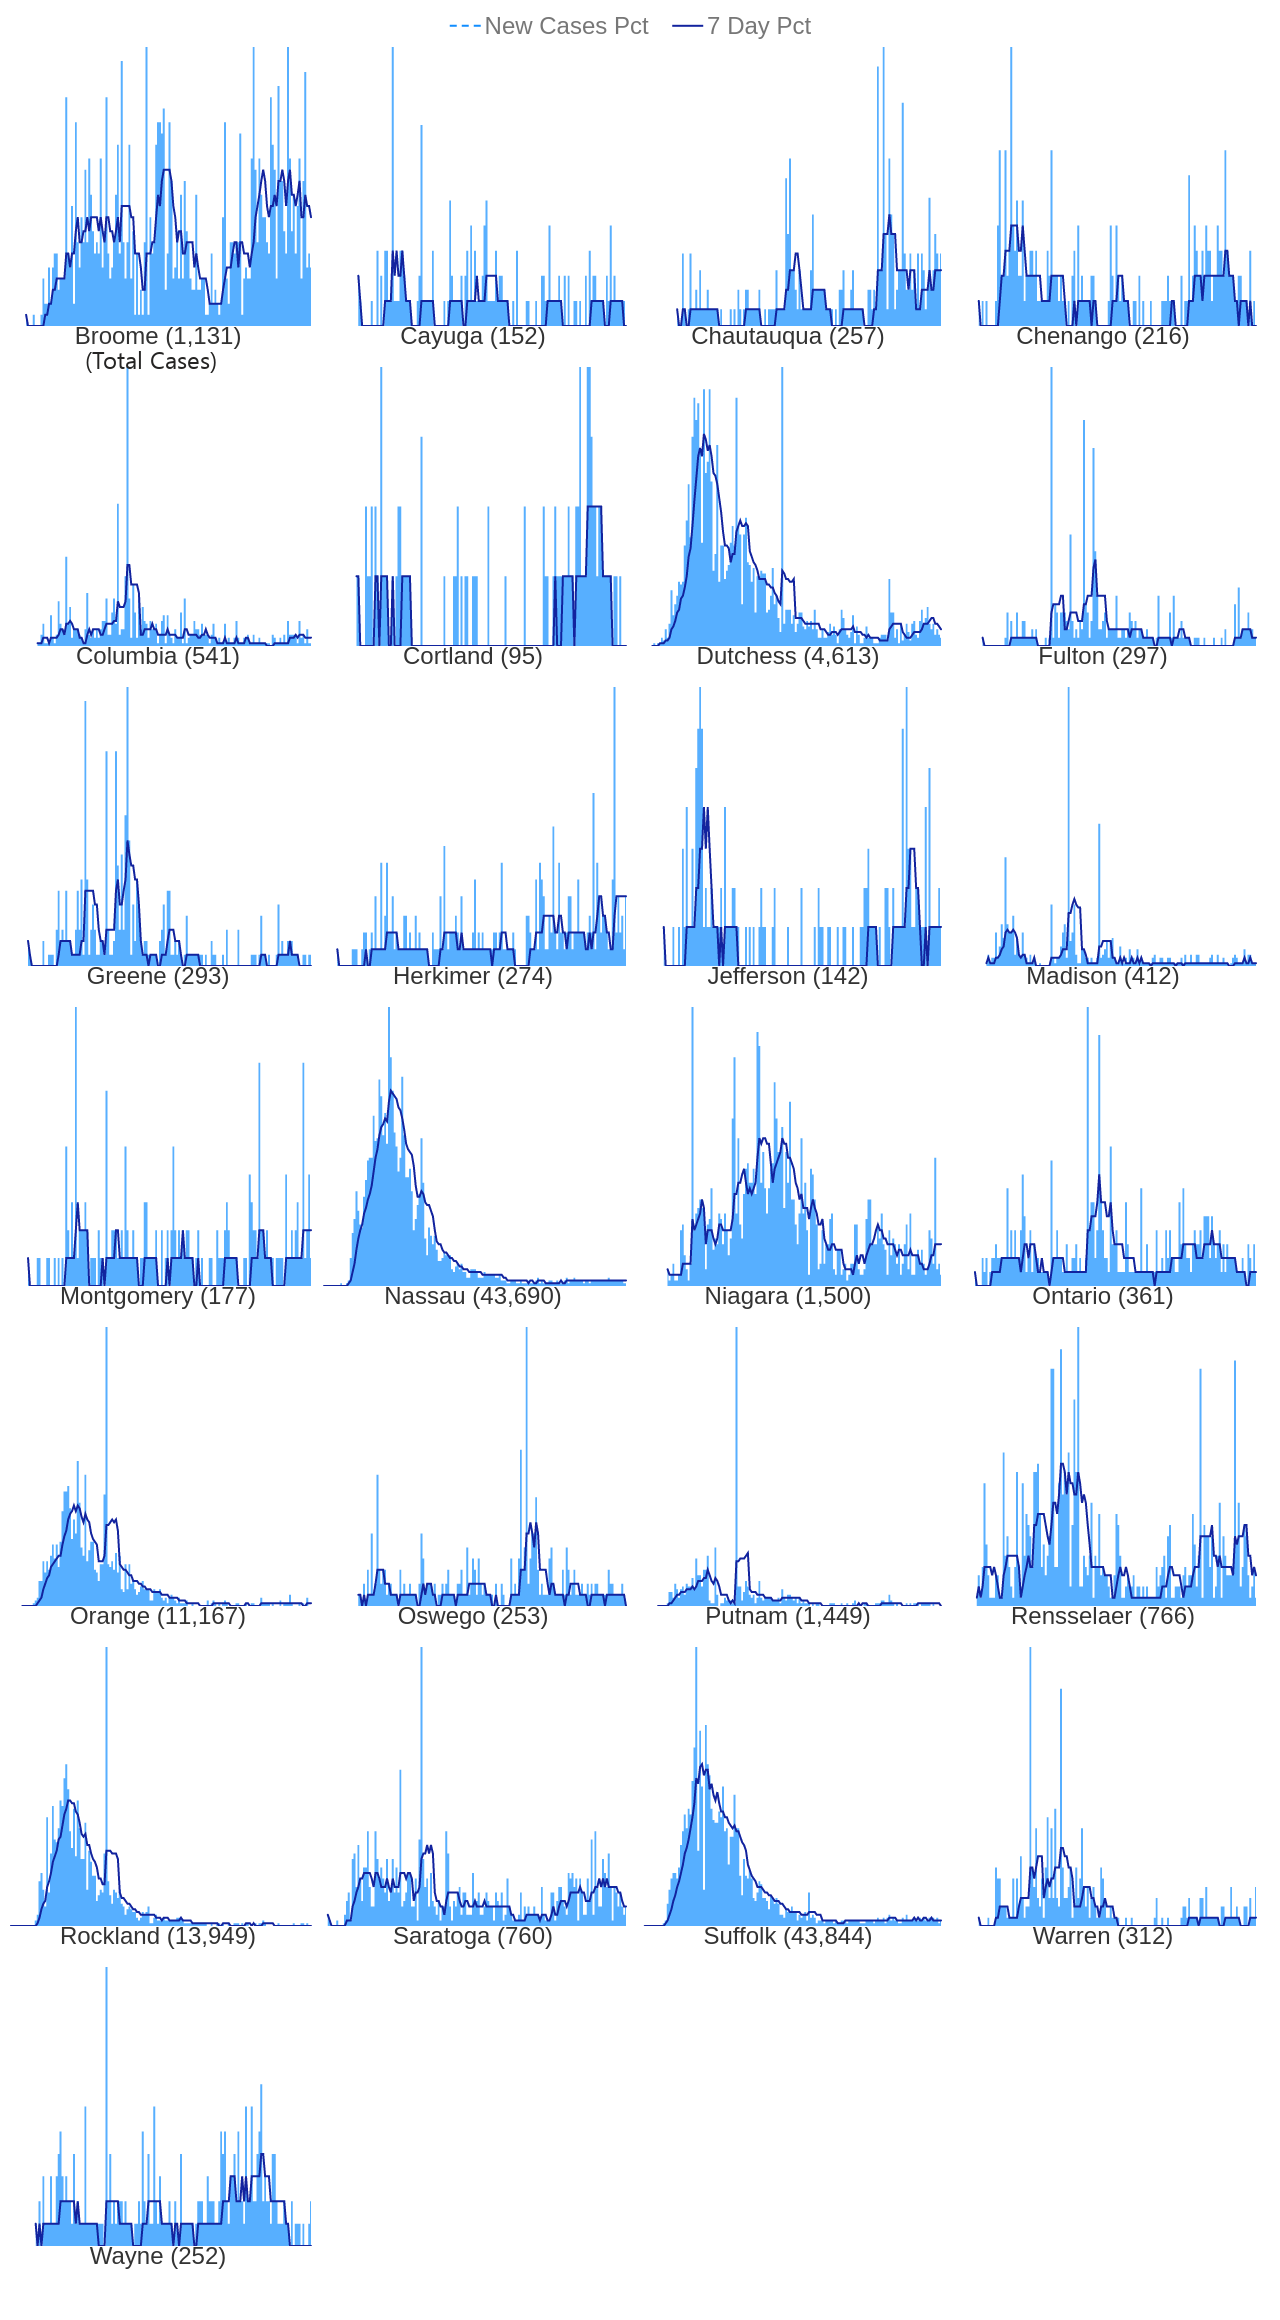 New Cases Pct 7 Day Pct
Broome (1,131) Cayuga (152) Chautauqua (257) Chenango (216)
(Total Cases)
Columbia (541) Cortland (95) Dutchess (4,613) Fulton (297)
Greene (293) Herkimer (274) Jefferson (142) Madison (412)
Montgomery (177) Nassau (43,690) Niagara (1,500) Ontario (361)
Orange (11,167) Oswego (253) Putnam (1,449) Rensselaer (766)
Rockland (13,949) Saratoga (760) Suffolk (43,844) Warren (312)
Wayne (252)